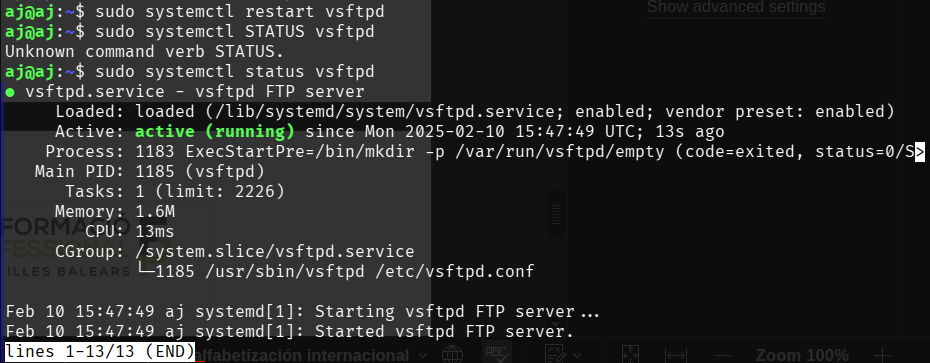 Show advanced settings
aj@aj:~$ sudo systemctl restart vsftpd
aj@aj:~$ sudo systemctl STATUS vsftpd
Unknown command verb STATUS.
aj@aj:~$ sudo systemctl status vsftpd
● vsftpd.service - vsftpd FTP server
Loaded: loaded (/lib/systemd/system/vsftpd.service; enabled; vendor preset: enabled)
Active: active (running) since Mon 2025-02-10 15:47:49 UTC; 13s ago
Process: 1183 ExecStartPre=/bin/mkdir -p /var/run/vsftpd/empty (code=exited, status=0/S>
Main PID: 1185 (vsftpd)
Tasks: 1 (limit: 2226)
Memory: 1.6M
CPU: 13ms
CGroup: /system.slice/vsftpd.service
└─1185 /usr/sbin/vsftpd /etc/vsftpd.conf
FORMACIÓ
FESSIONAL
ILLES BALEARS
Feb 10 15:47:49 aj systemd[1]: Starting vsftpd FTP server...
Feb 10 15:47:49 aj systemd[1]: Started vsftpd FTP server.
lines 1-13/13 (END)
alfabetización internacional
ABC
Zoom 100%